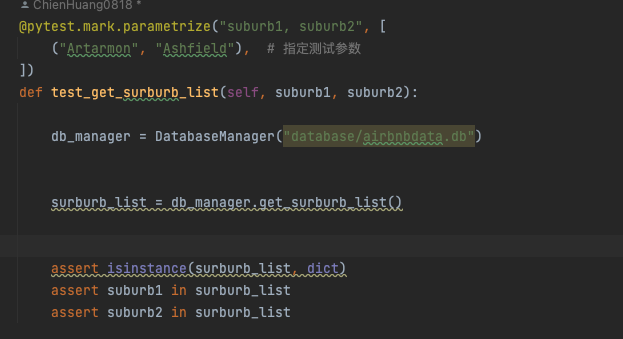 ChienHuang0818 *
@pytest.mark.parametrize("suburb1, suburb2", [
    ("Artarmon", "Ashfield"),  # 指定测试参数
])
def test_get_surburb_list(self, suburb1, suburb2):
    db_manager = DatabaseManager("database/airbnbdata.db")
    surburb_list = db_manager.get_surburb_list()
    assert isinstance(surburb_list, dict)
    assert suburb1 in surburb_list
    assert suburb2 in surburb_list